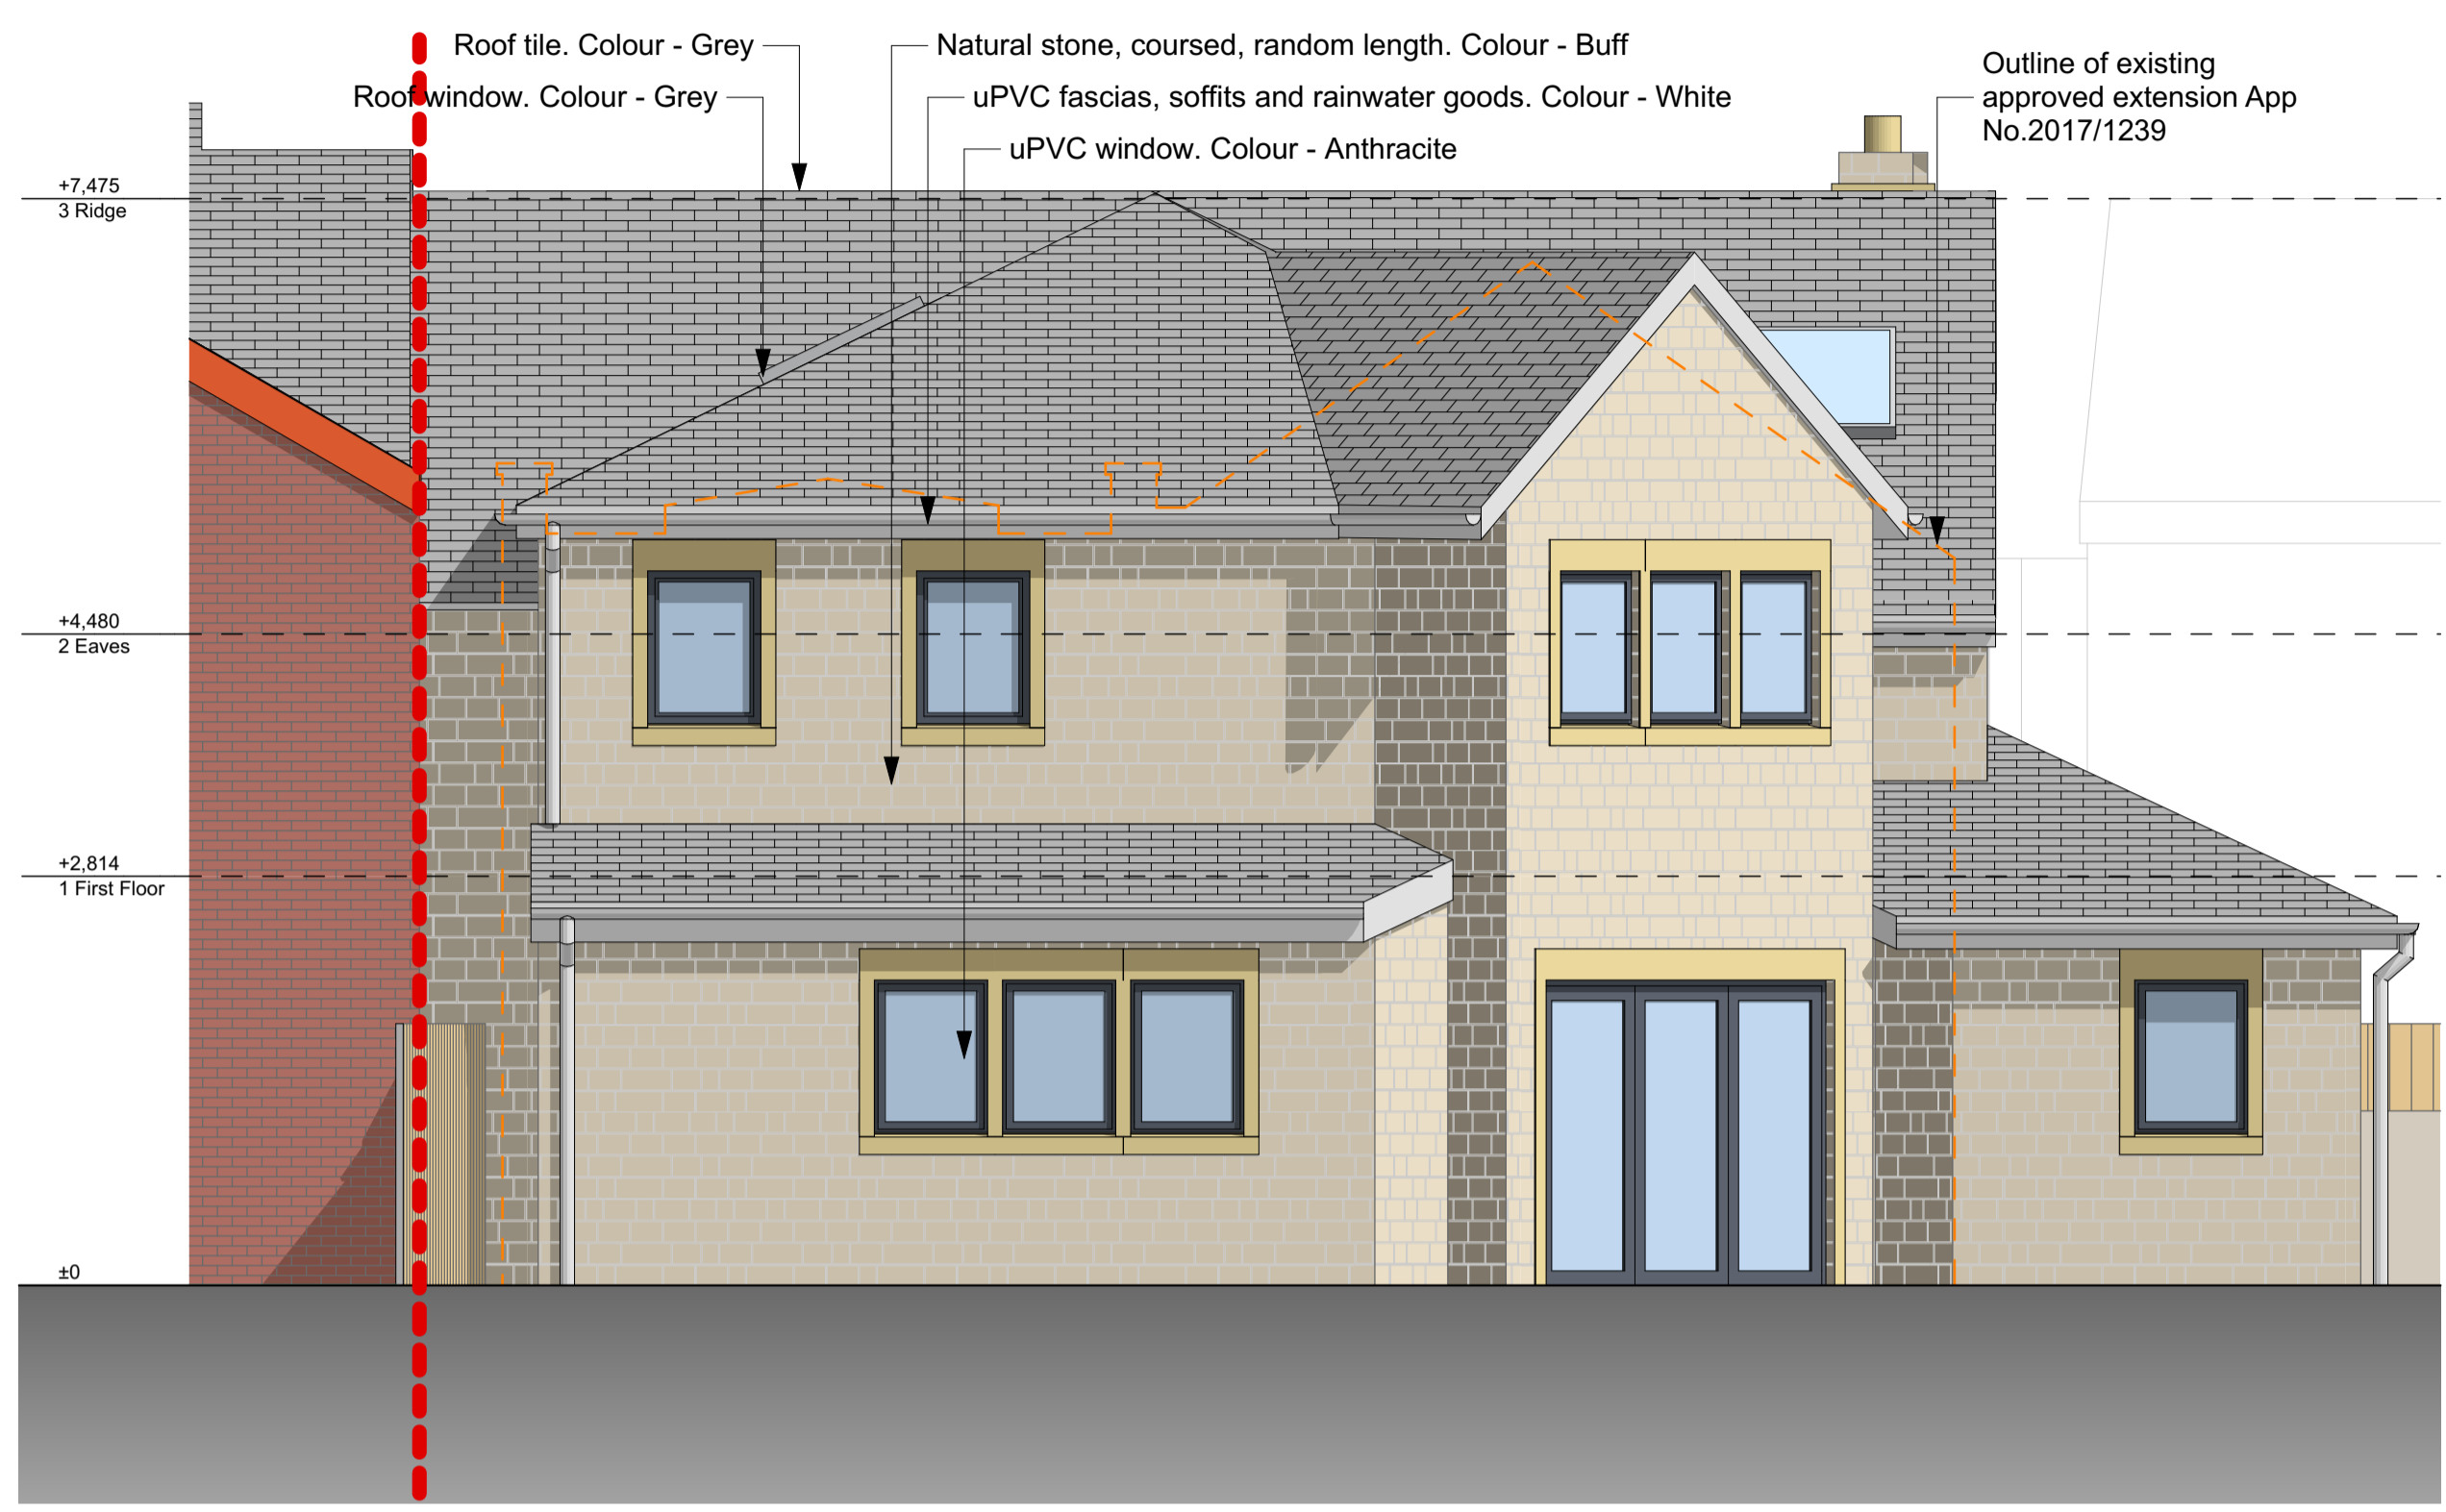 Roof tile. Colour - Grey
Natural stone, coursed, random length. Colour - Buff
Outline of existing
approved extension App
No.2017/1239
Roof window. Colour - Grey
uPVC fascias, soffits and rainwater goods. Colour - White
uPVC window. Colour - Anthracite
+7,475
3 Ridge
+4,480
2 Eaves
+2,814
1 First Floor
±0